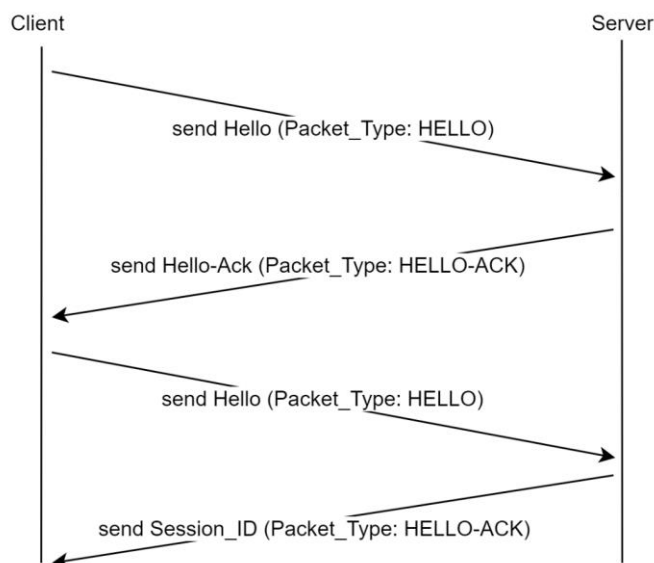 Client
Server
send Hello (Packet_Type: HELLO)
send Hello-Ack (Packet_Type: HELLO-ACK)
send Hello (Packet_Type: HELLO)
send Session_ID (Packet_Type: HELLO-ACK)